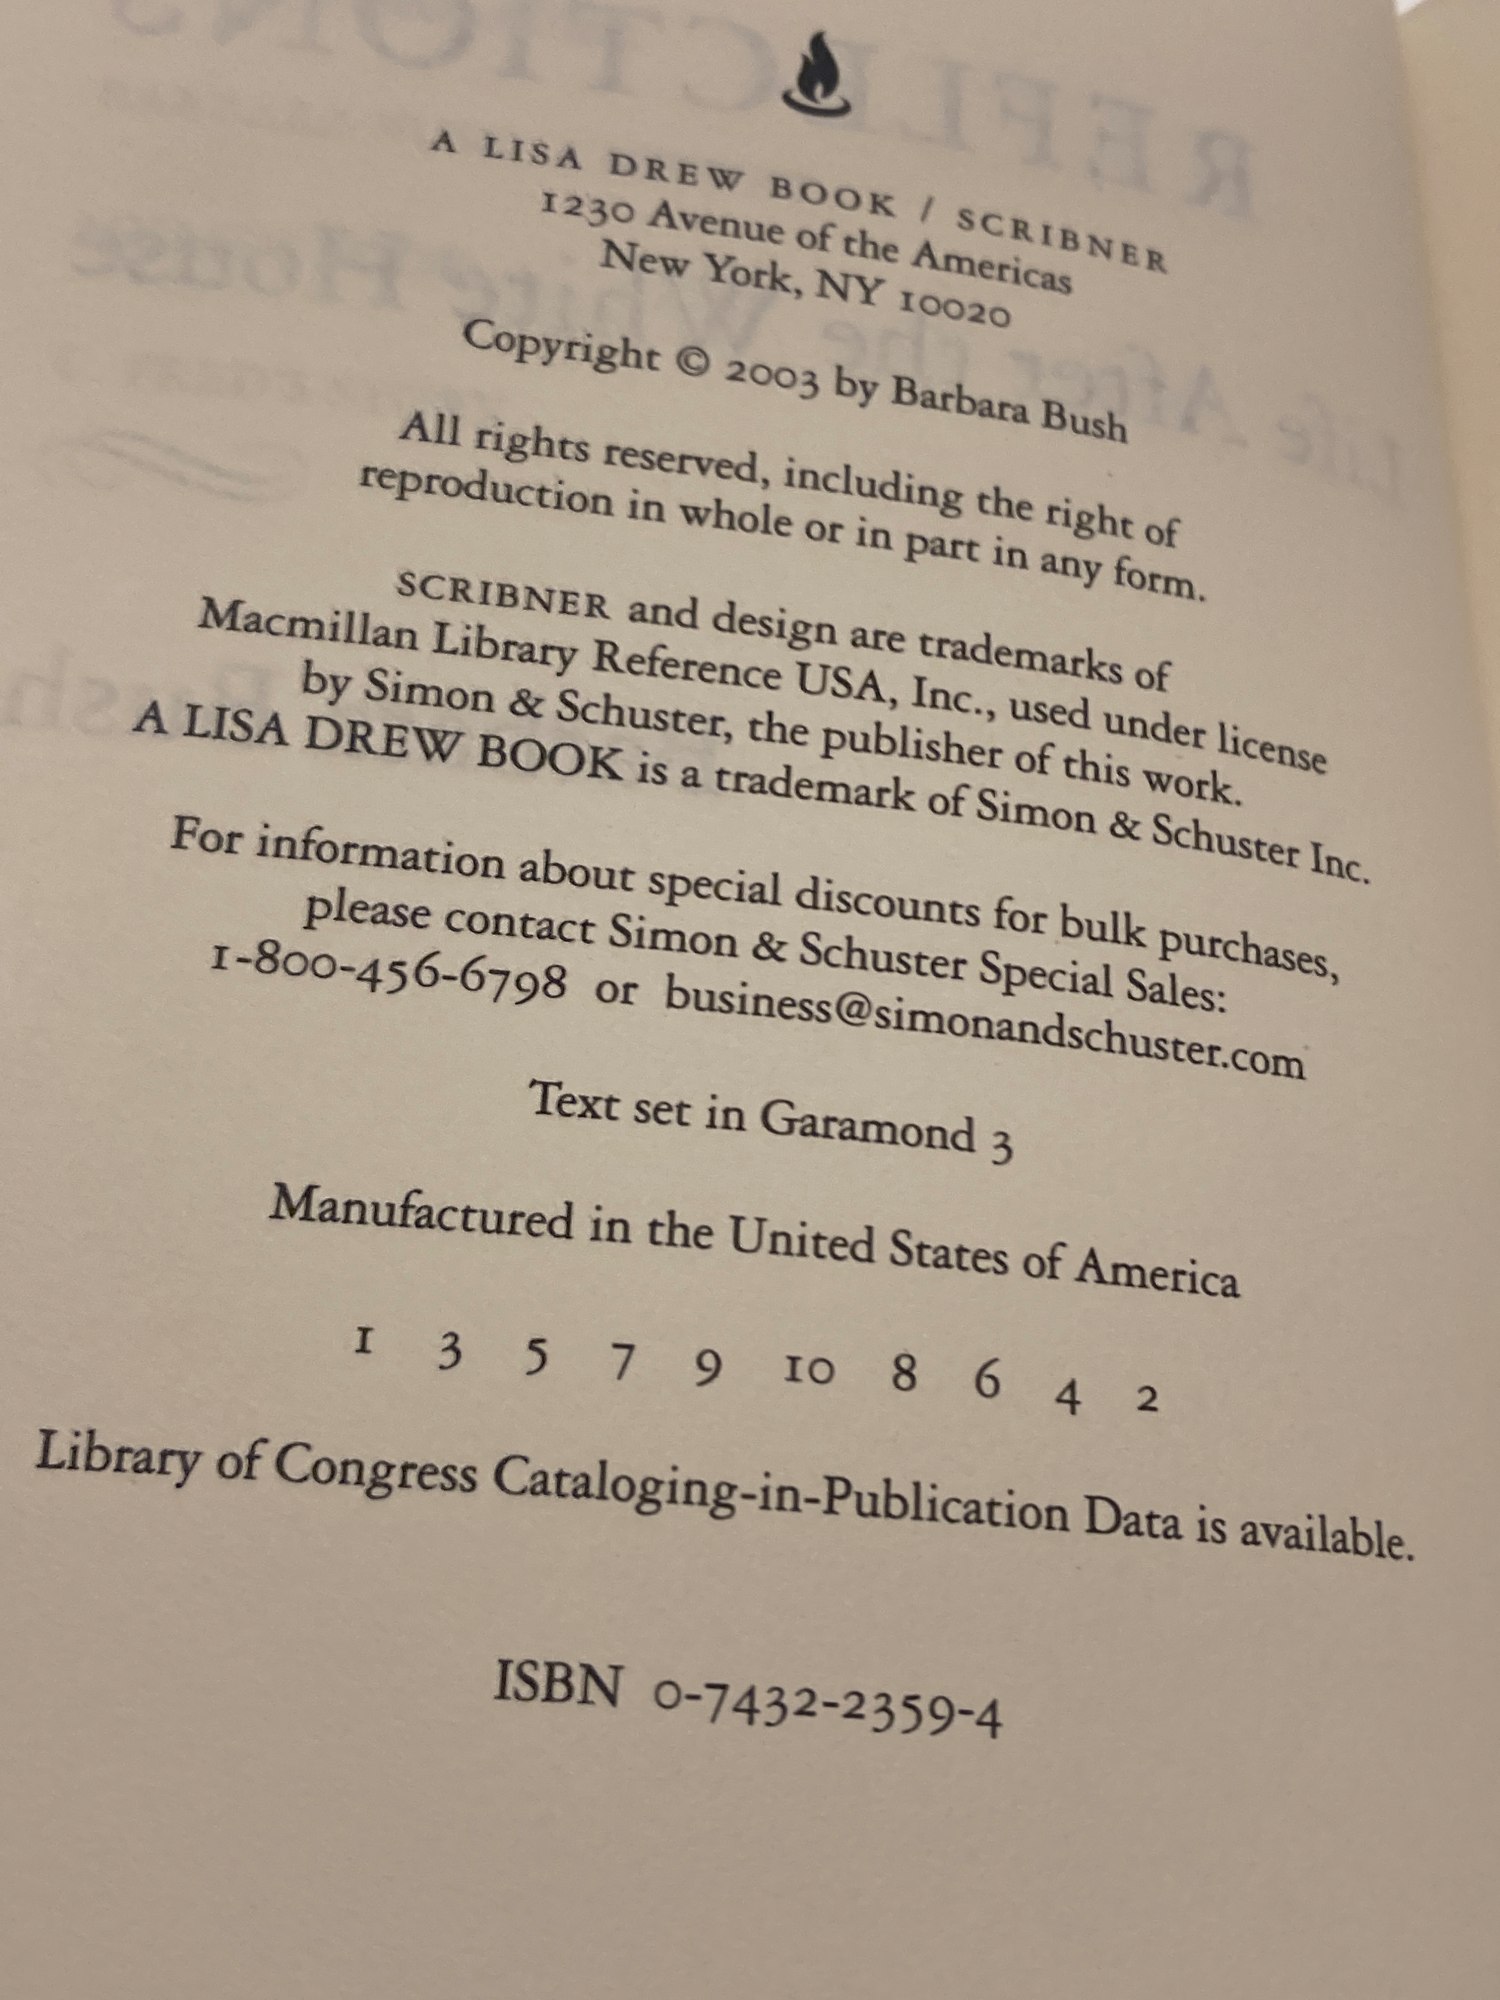 A LISA DREW BOOK / SCRIBNER
1230 Avenue of the Americas
New York, NY 10020
Copyright © 2003 by Barbara Bush
All rights reserved, including the right of
reproduction in whole or in part in any form.
SCRIBNER and design are trademarks of
Macmillan Library Reference USA, Inc., used under license
by Simon & Schuster, the publisher of this work.
A LISA DREW BOOK is a trademark of Simon & Schuster Inc.
For information about special discounts for bulk purchases,
please contact Simon & Schuster Special Sales:
1-800-456-6798 or business@simonandschuster.com
Text set in Garamond 3
Manufactured in the United States of America
1 3 5 7 9 10 8 6 4 2
Library of Congress Cataloging-in-Publication Data is available.
ISBN 0-7432-2359-4